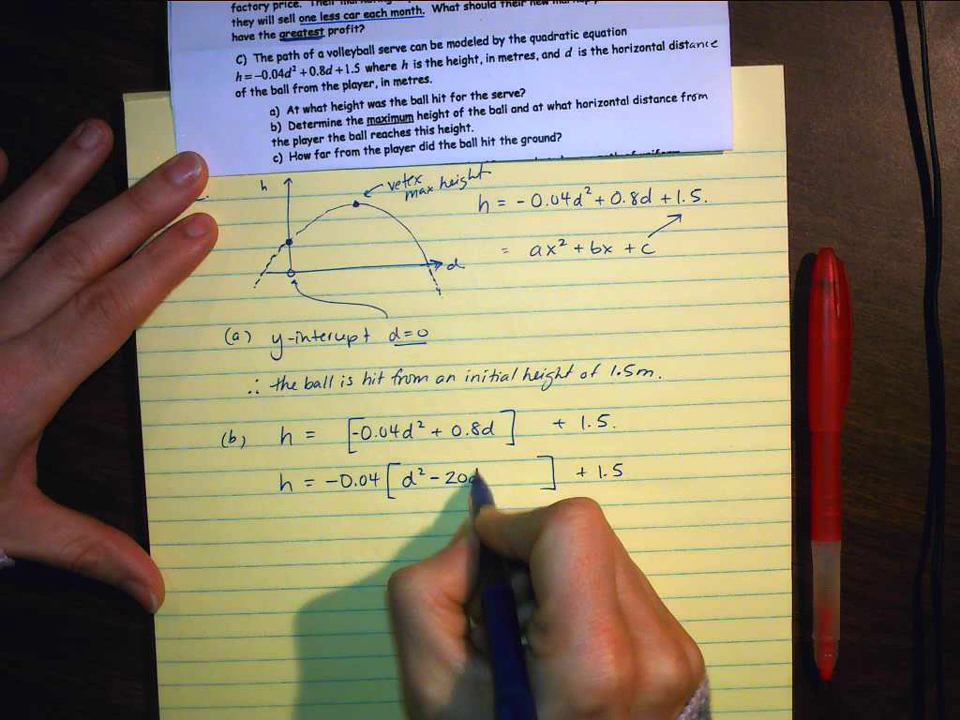 factory price. Their
they will sell one less car each month. What should their new
have the greatest profit?
C) The path of a volleyball serve can be modeled by the quadratic equation
h = -0.04d² + 0.8d + 1.5 where h is the height, in metres, and d is the horizontal distance
of the ball from the player, in metres.
a) At what height was the ball hit for the serve?
b) Determine the maximum height of the ball and at what horizontal distance from
the player the ball reaches this height.
c) How far from the player did the ball hit the ground?
h
vetex
max height
d
h = - 0.04d² + 0.8d + 1.5.
= ax² + bx + c
(a) y-intercept d=0
∴ the ball is hit from an initial height of 1.5m.
(b) h = [-0.04d² + 0.8d ] + 1.5.
h = -0.04 [ d² - 20d ] + 1.5